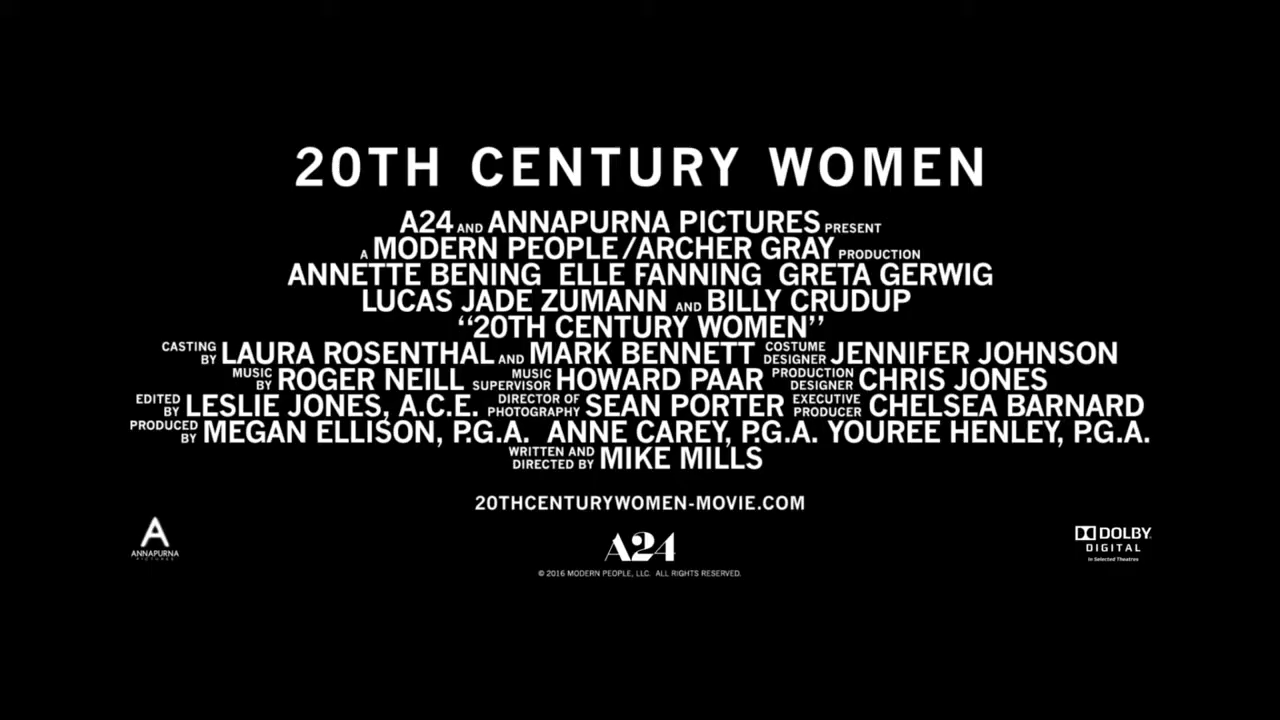 20TH CENTURY WOMEN
A24 AND ANNAPURNA PICTURES PRESENT
A MODERN PEOPLE/ARCHER GRAY PRODUCTION
ANNETTE BENING ELLE FANNING GRETA GERWIG
LUCAS JADE ZUMANN AND BILLY CRUDUP
“20TH CENTURY WOMEN”
CASTING BY LAURA ROSENTHAL AND MARK BENNETT COSTUME DESIGNER JENNIFER JOHNSON
MUSIC BY ROGER NEILL MUSIC SUPERVISOR HOWARD PAAR PRODUCTION DESIGNER CHRIS JONES
EDITED BY LESLIE JONES, A.C.E. DIRECTOR OF PHOTOGRAPHY SEAN PORTER EXECUTIVE PRODUCER CHELSEA BARNARD
PRODUCED BY MEGAN ELLISON, P.G.A. ANNE CAREY, P.G.A. YOUREE HENLEY, P.G.A.
WRITTEN AND DIRECTED BY MIKE MILLS
20THCENTURYWOMEN-MOVIE.COM
A
ANNAPURNA
PICTURES
A24
DOLBY
DIGITAL
In Selected Theatres
© 2016 MODERN PEOPLE, LLC. ALL RIGHTS RESERVED.